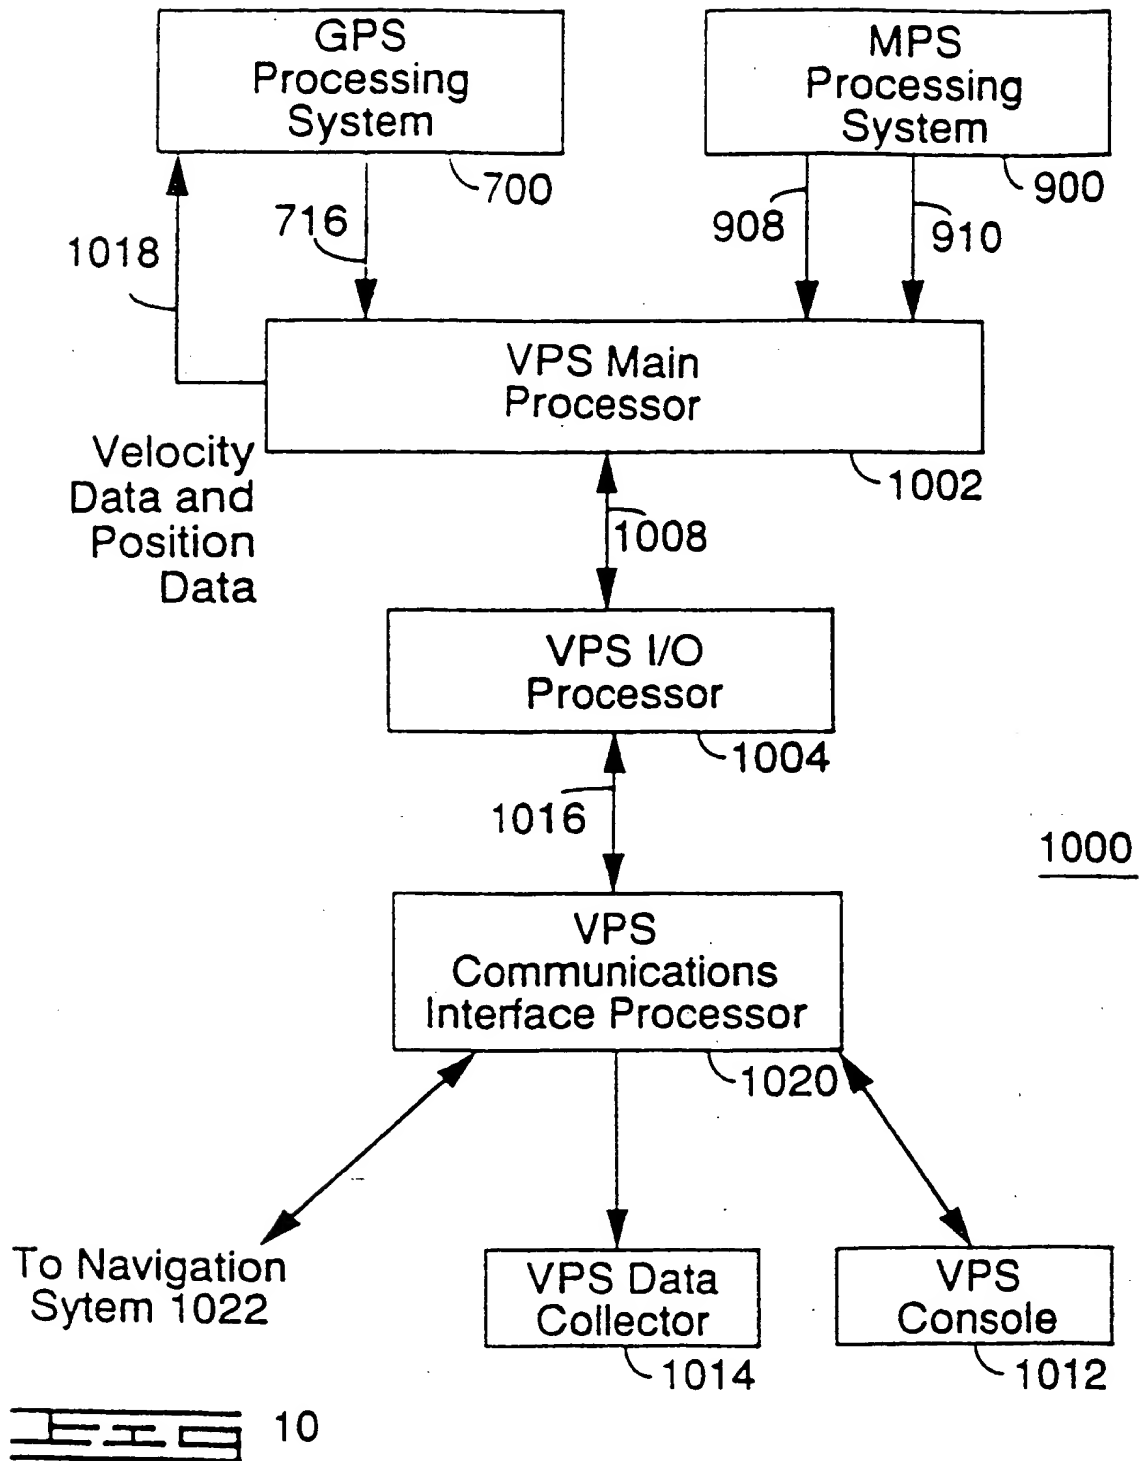 GPS
Processing
System
700
MPS
Processing
System
900
716
908
910
1018
VPS Main
Processor
1002
Velocity
Data and
Position
Data
1008
VPS I/O
Processor
1004
1016
1000
VPS
Communications
Interface Processor
1020
To Navigation
Sytem 1022
VPS Data
Collector
1014
VPS
Console
1012
FIG 10